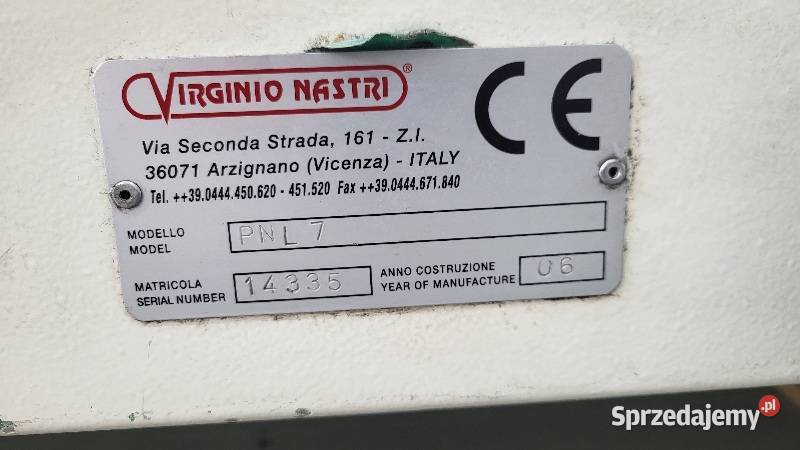 VIRGINIO NASTRI®
CE
Via Seconda Strada, 161 - Z.I.
36071 Arzignano (Vicenza) - ITALY
Tel. ++39.0444.450.620 - 451.520 Fax ++39.0444.671.840
MODELLO
MODEL
PNL7
MATRICOLA
SERIAL NUMBER
14335
ANNO COSTRUZIONE
YEAR OF MANUFACTURE
06
Sprzedajemy.pl